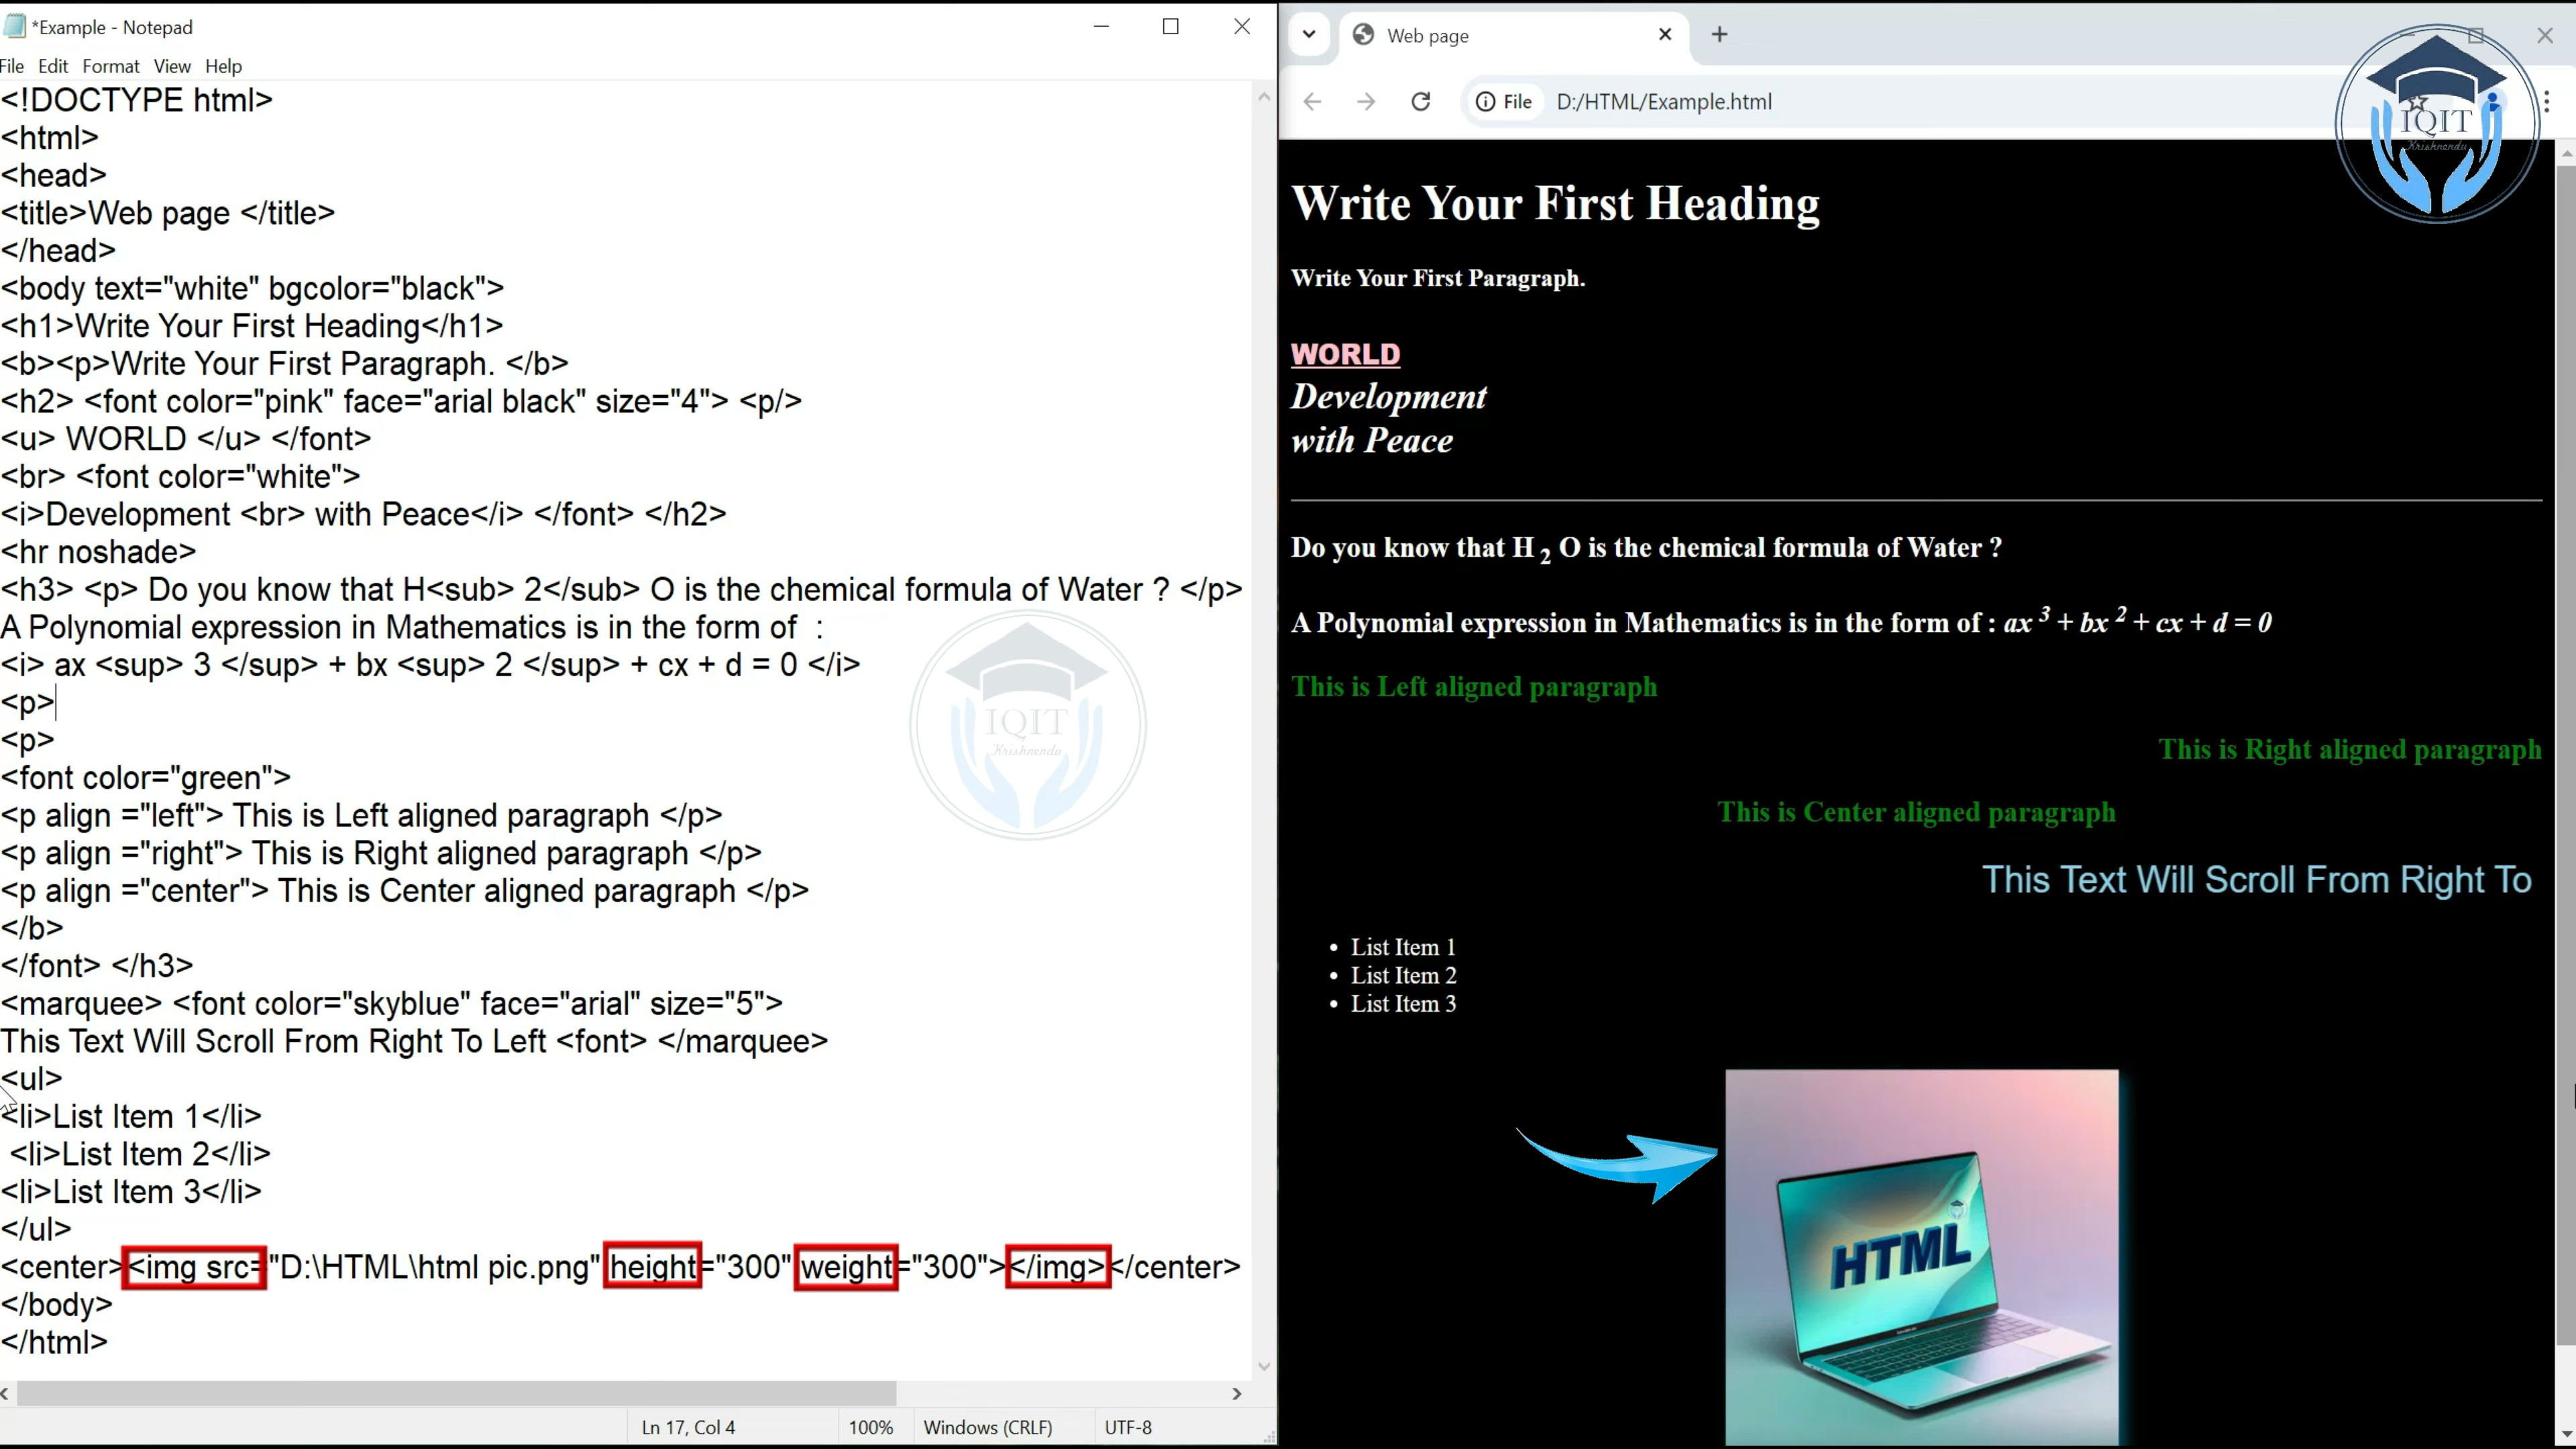 *Example - Notepad
File Edit Format View Help
<!DOCTYPE html>
<html>
<head>
<title>Web page </title>
</head>
<body text="white" bgcolor="black">
<h1>Write Your First Heading</h1>
<b><p>Write Your First Paragraph. </b>
<h2> <font color="pink" face="arial black" size="4"> <p/>
<u> WORLD </u> </font>
<br> <font color="white">
<i>Development <br> with Peace</i> </font> </h2>
<hr noshade>
<h3> <p> Do you know that H<sub> 2</sub> O is the chemical formula of Water ? </p>
A Polynomial expression in Mathematics is in the form of  :
<i> ax <sup> 3 </sup> + bx <sup> 2 </sup> + cx + d = 0 </i>
<p>
<p>
<font color="green">
<p align ="left"> This is Left aligned paragraph </p>
<p align ="right"> This is Right aligned paragraph </p>
<p align ="center"> This is Center aligned paragraph </p>
</b>
</font> </h3>
<marquee> <font color="skyblue" face="arial" size="5">
This Text Will Scroll From Right To Left <font> </marquee>
<ul>
<li>List Item 1</li>
<li>List Item 2</li>
<li>List Item 3</li>
</ul>
<center><img src="D:\HTML\html pic.png" height="300" weight="300"></img></center>
</body>
</html>
Ln 17, Col 4
100%
Windows (CRLF)
UTF-8
IQIT
Krishnendu
Web page
File D:/HTML/Example.html
IQIT
Krishnendu
Write Your First Heading
Write Your First Paragraph.
WORLD
Development
with Peace
Do you know that H 2 O is the chemical formula of Water ?
A Polynomial expression in Mathematics is in the form of : ax 3 + bx 2 + cx + d = 0
This is Left aligned paragraph
This is Right aligned paragraph
This is Center aligned paragraph
This Text Will Scroll From Right To
• List Item 1
• List Item 2
• List Item 3
HTML